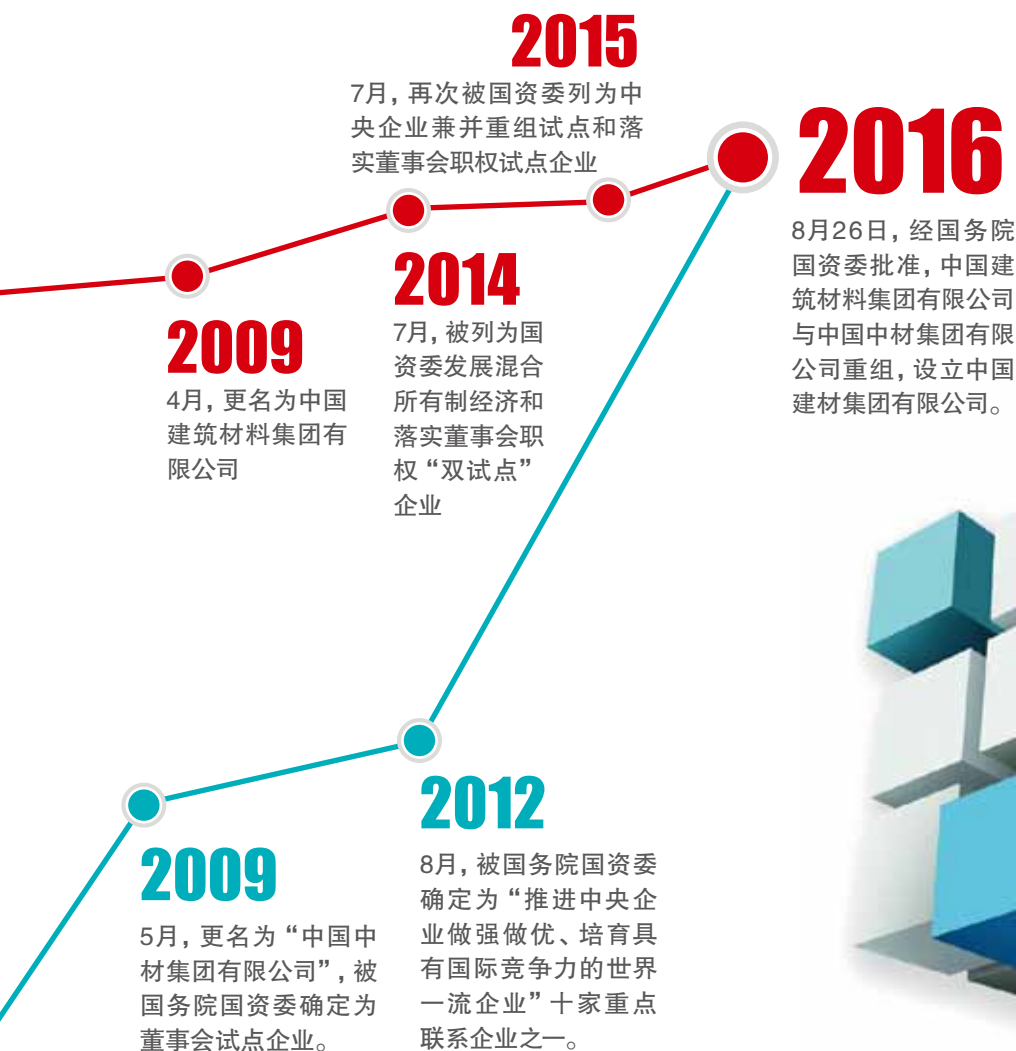 2015
7月，再次被国资委列为中
央企业兼并重组试点和落
实董事会职权试点企业
2016
8月26日，经国务院
国资委批准，中国建
筑材料集团有限公司
与中国中材集团有限
公司重组，设立中国
建材集团有限公司。
2014
7月，被列为国
资委发展混合
所有制经济和
落实董事会职
权“双试点”
企业
2009
4月，更名为中国
建筑材料集团有
限公司
2012
8月，被国务院国资委
确定为“推进中央企
业做强做优、培育具
有国际竞争力的世界
一流企业”十家重点
联系企业之一。
2009
5月，更名为“中国中
材集团有限公司”，被
国务院国资委确定为
董事会试点企业。